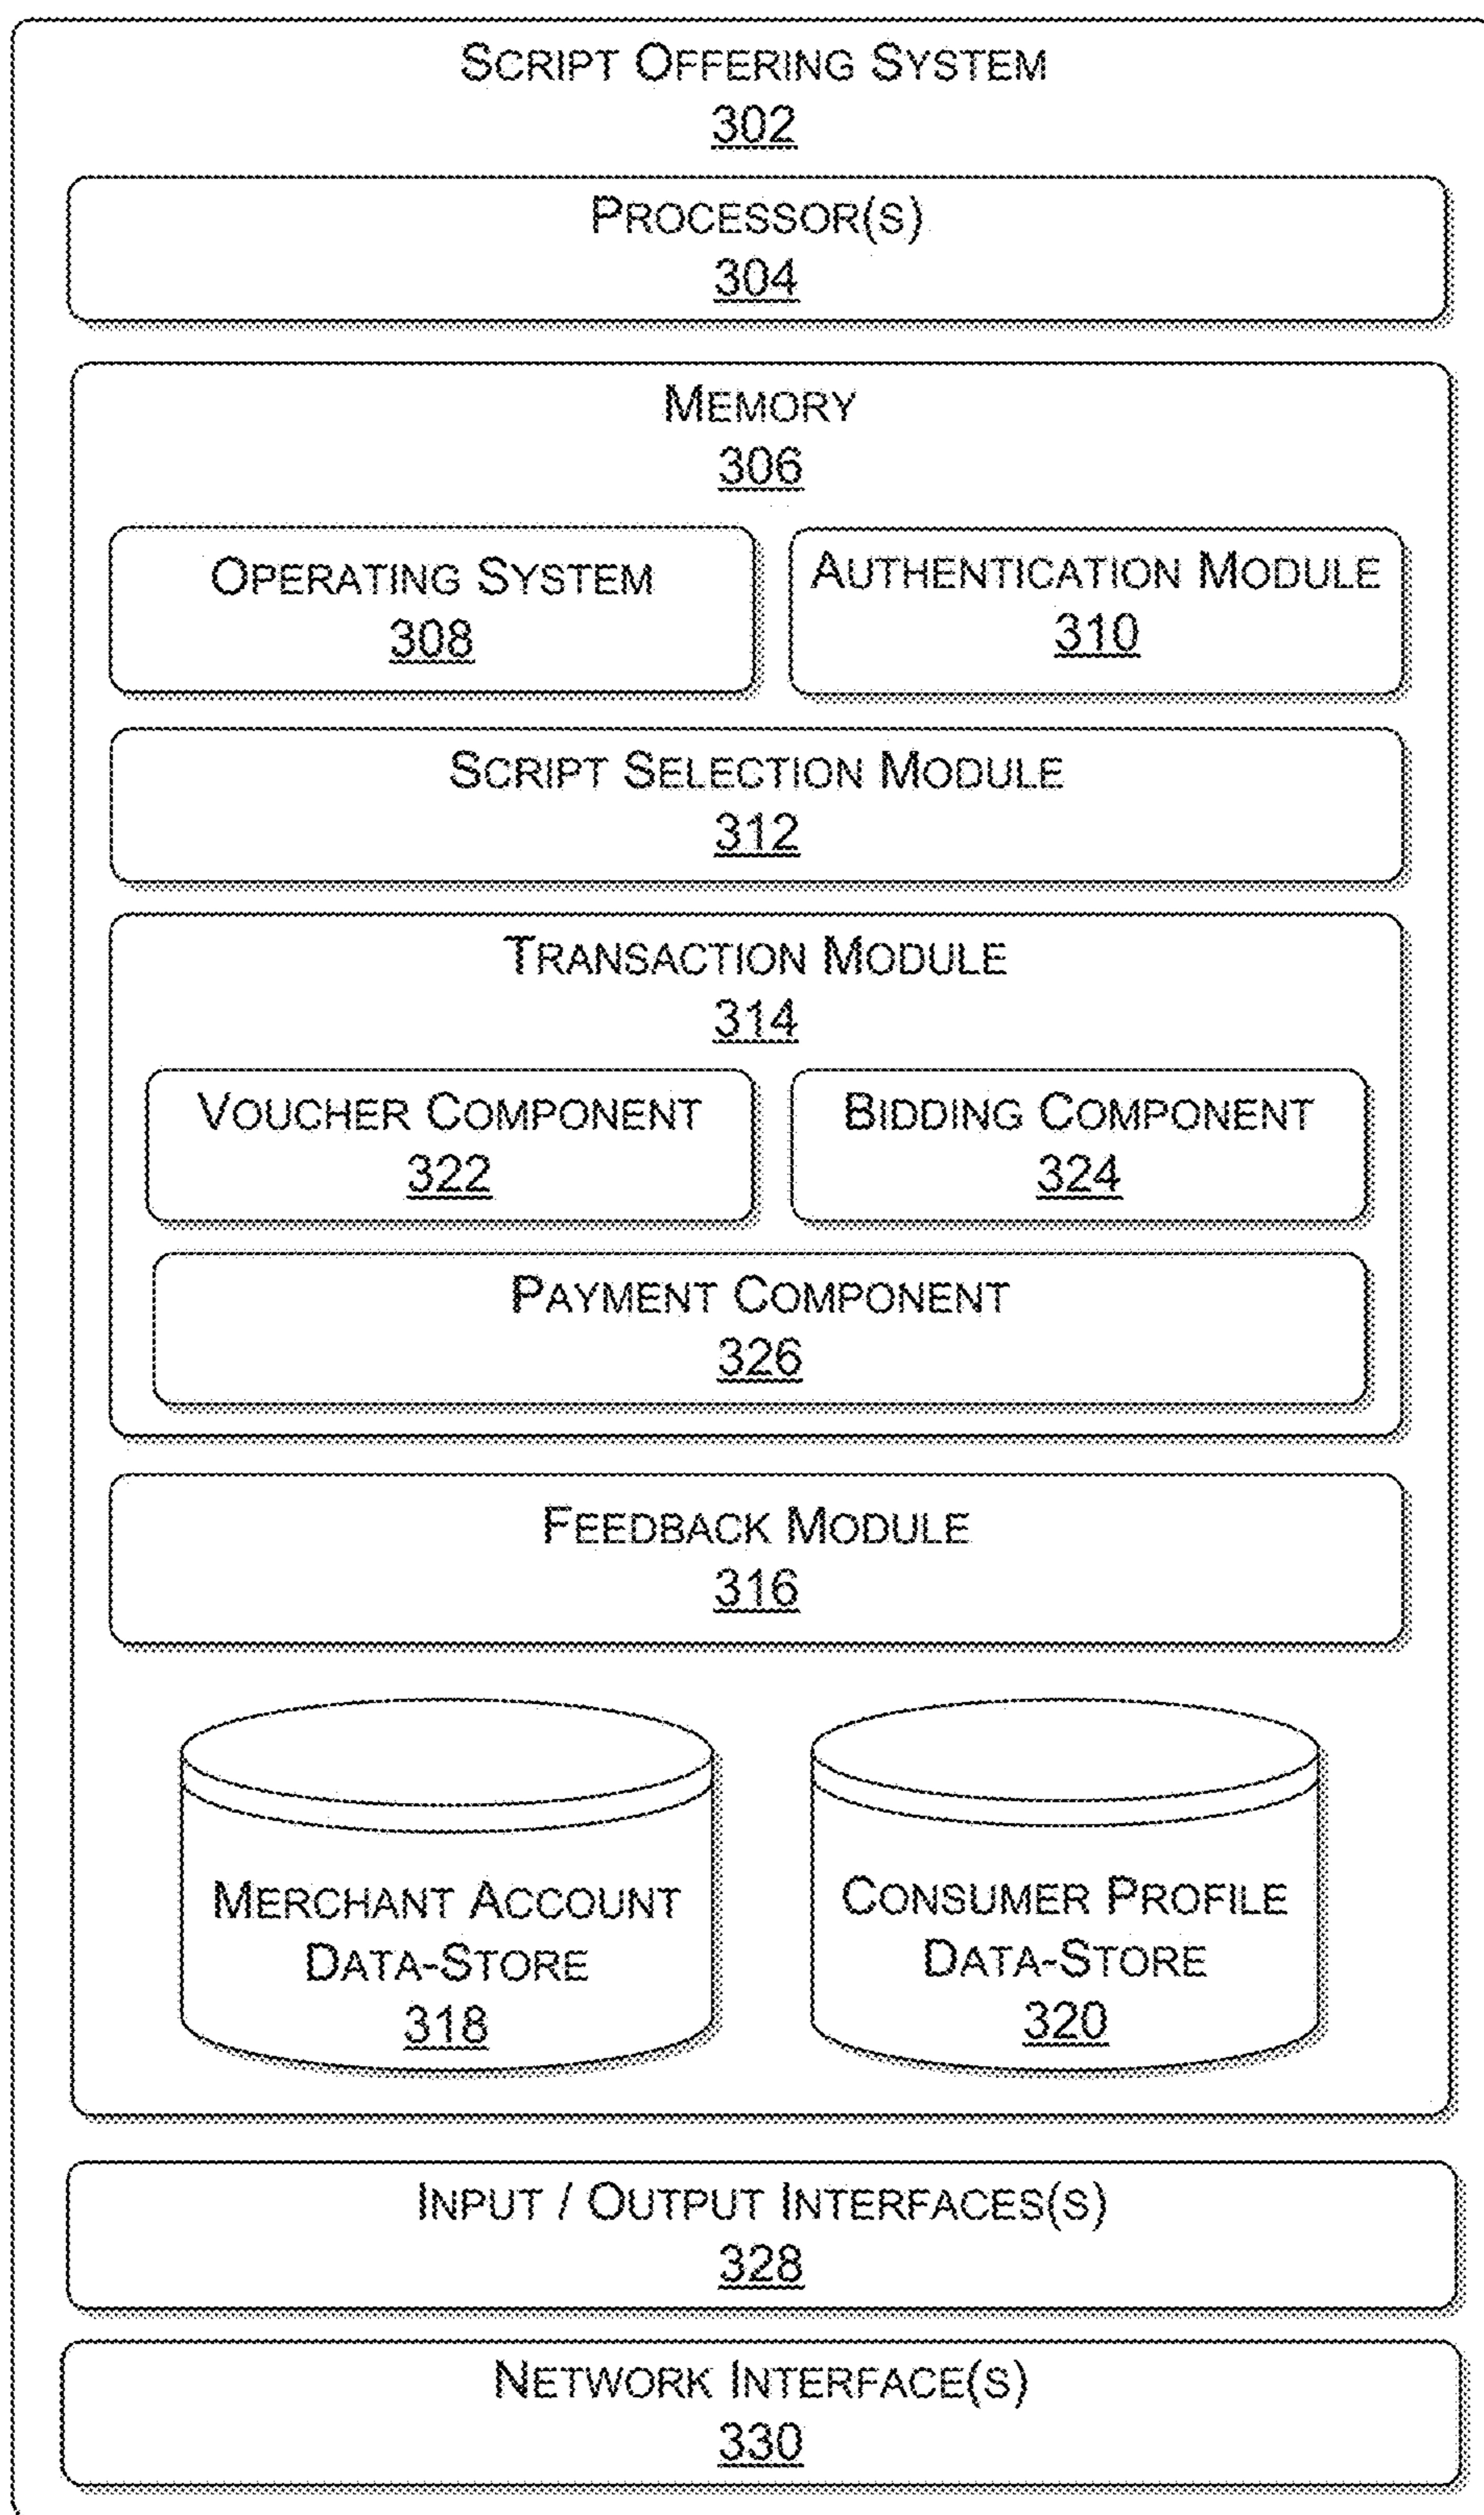 SCRIPT OFFERING SYSTEM
302
PROCESSOR(S)
304
MEMORY
306
OPERATING SYSTEM
308
AUTHENTICATION MODULE
310
SCRIPT SELECTION MODULE
312
TRANSACTION MODULE
314
VOUCHER COMPONENT
322
BIDDING COMPONENT
324
PAYMENT COMPONENT
326
FEEDBACK MODULE
316
MERCHANT ACCOUNT
DATA-STORE
318
CONSUMER PROFILE
DATA-STORE
320
INPUT / OUTPUT INTERFACES(S)
328
NETWORK INTERFACE(S)
330